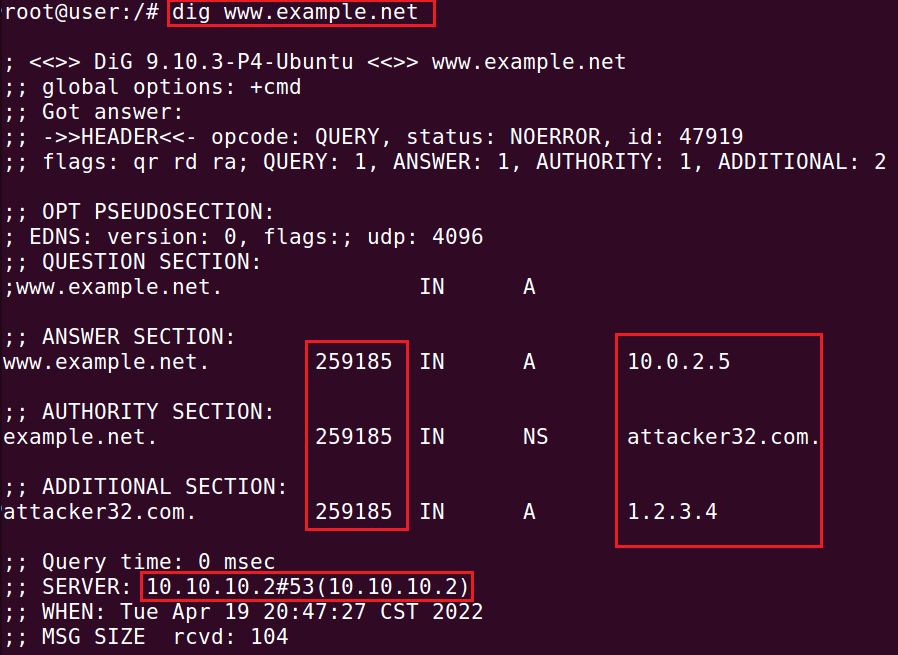 root@user:/# dig www.example.net
; <<>> DiG 9.10.3-P4-Ubuntu <<>> www.example.net
;; global options: +cmd
;; Got answer:
;; ->>HEADER<<- opcode: QUERY, status: NOERROR, id: 47919
;; flags: qr rd ra; QUERY: 1, ANSWER: 1, AUTHORITY: 1, ADDITIONAL: 2
;; OPT PSEUDOSECTION:
; EDNS: version: 0, flags:; udp: 4096
;; QUESTION SECTION:
;www.example.net. IN A
;; ANSWER SECTION:
www.example.net. 259185 IN A 10.0.2.5
;; AUTHORITY SECTION:
example.net. 259185 IN NS attacker32.com.
;; ADDITIONAL SECTION:
attacker32.com. 259185 IN A 1.2.3.4
;; Query time: 0 msec
;; SERVER: 10.10.10.2#53(10.10.10.2)
;; WHEN: Tue Apr 19 20:47:27 CST 2022
;; MSG SIZE  rcvd: 104